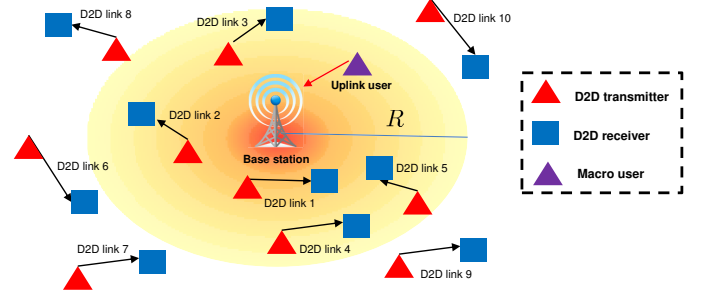 D2D link 8
D2D link 3
D2D link 10
Uplink user
D2D link 2
R
Base station
D2D link 6
D2D link 5
D2D link 1
D2D link 7
D2D link 4
D2D link 9
D2D transmitter
D2D receiver
Macro user